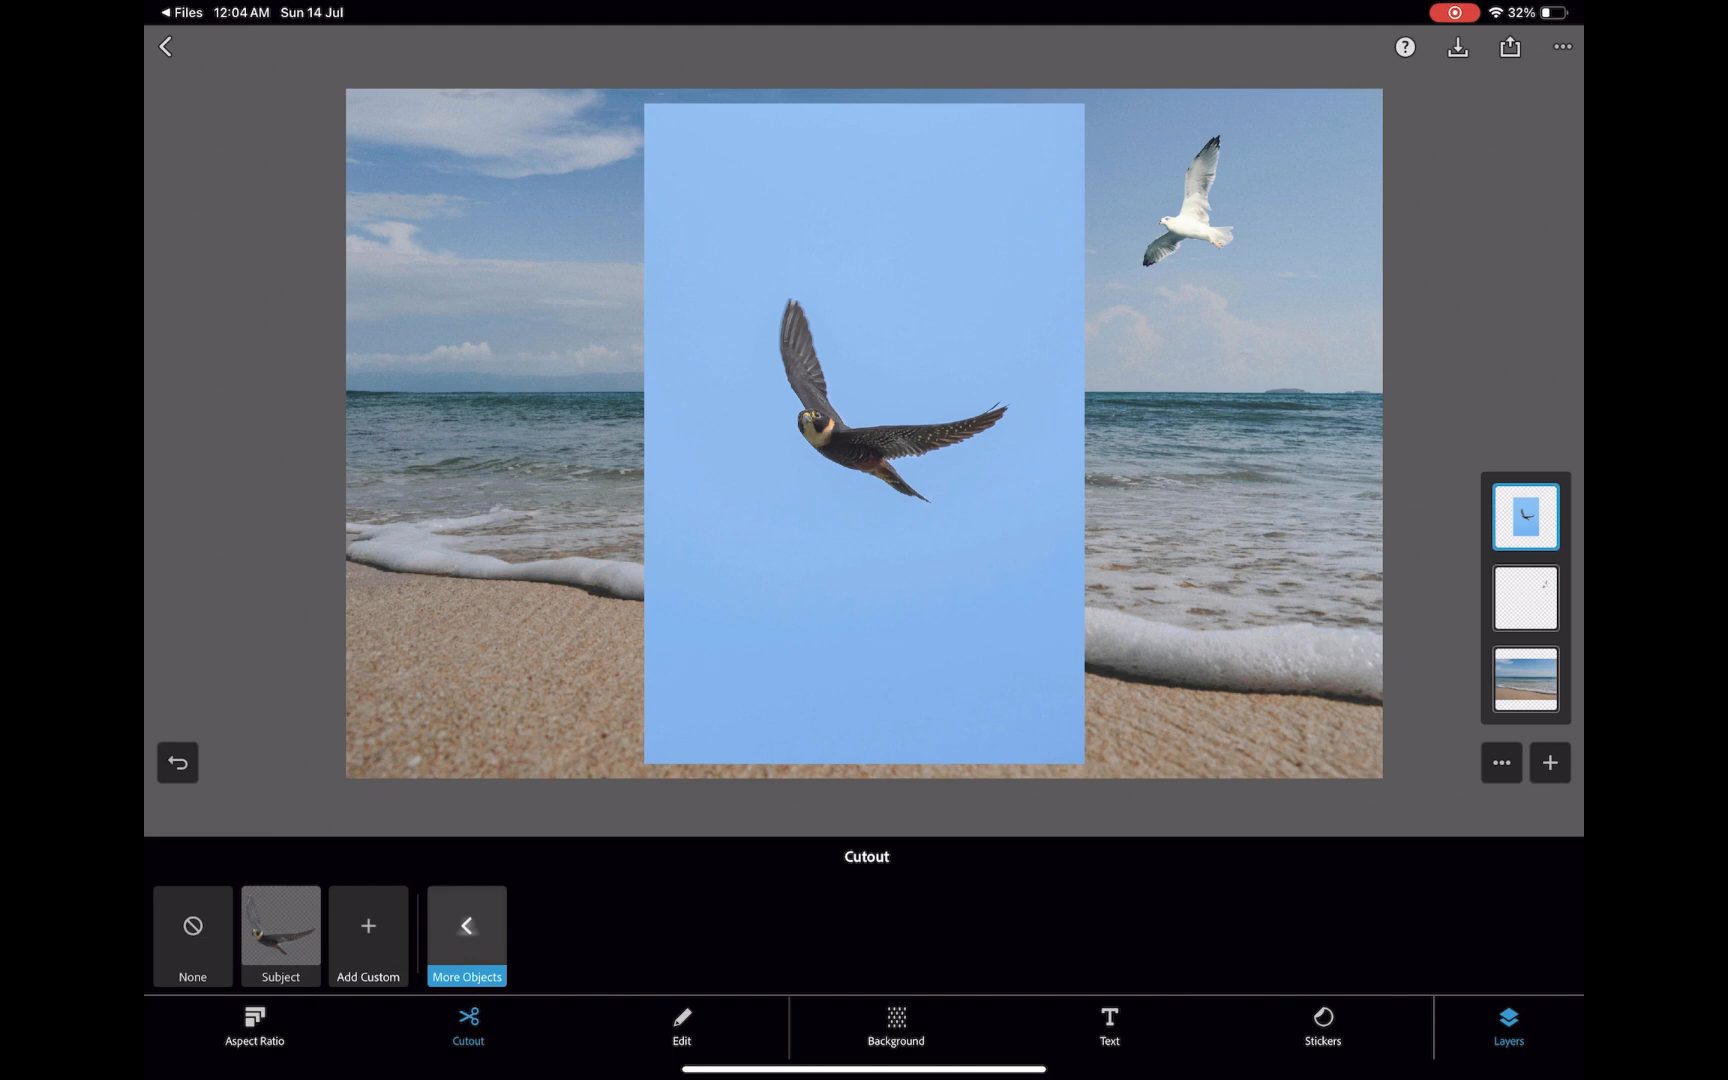 Files 12:04 AM Sun 14 Jul 32%
Cutout
None Subject Add Custom More Objects
Aspect Ratio Cutout Edit Background Text Stickers Layers